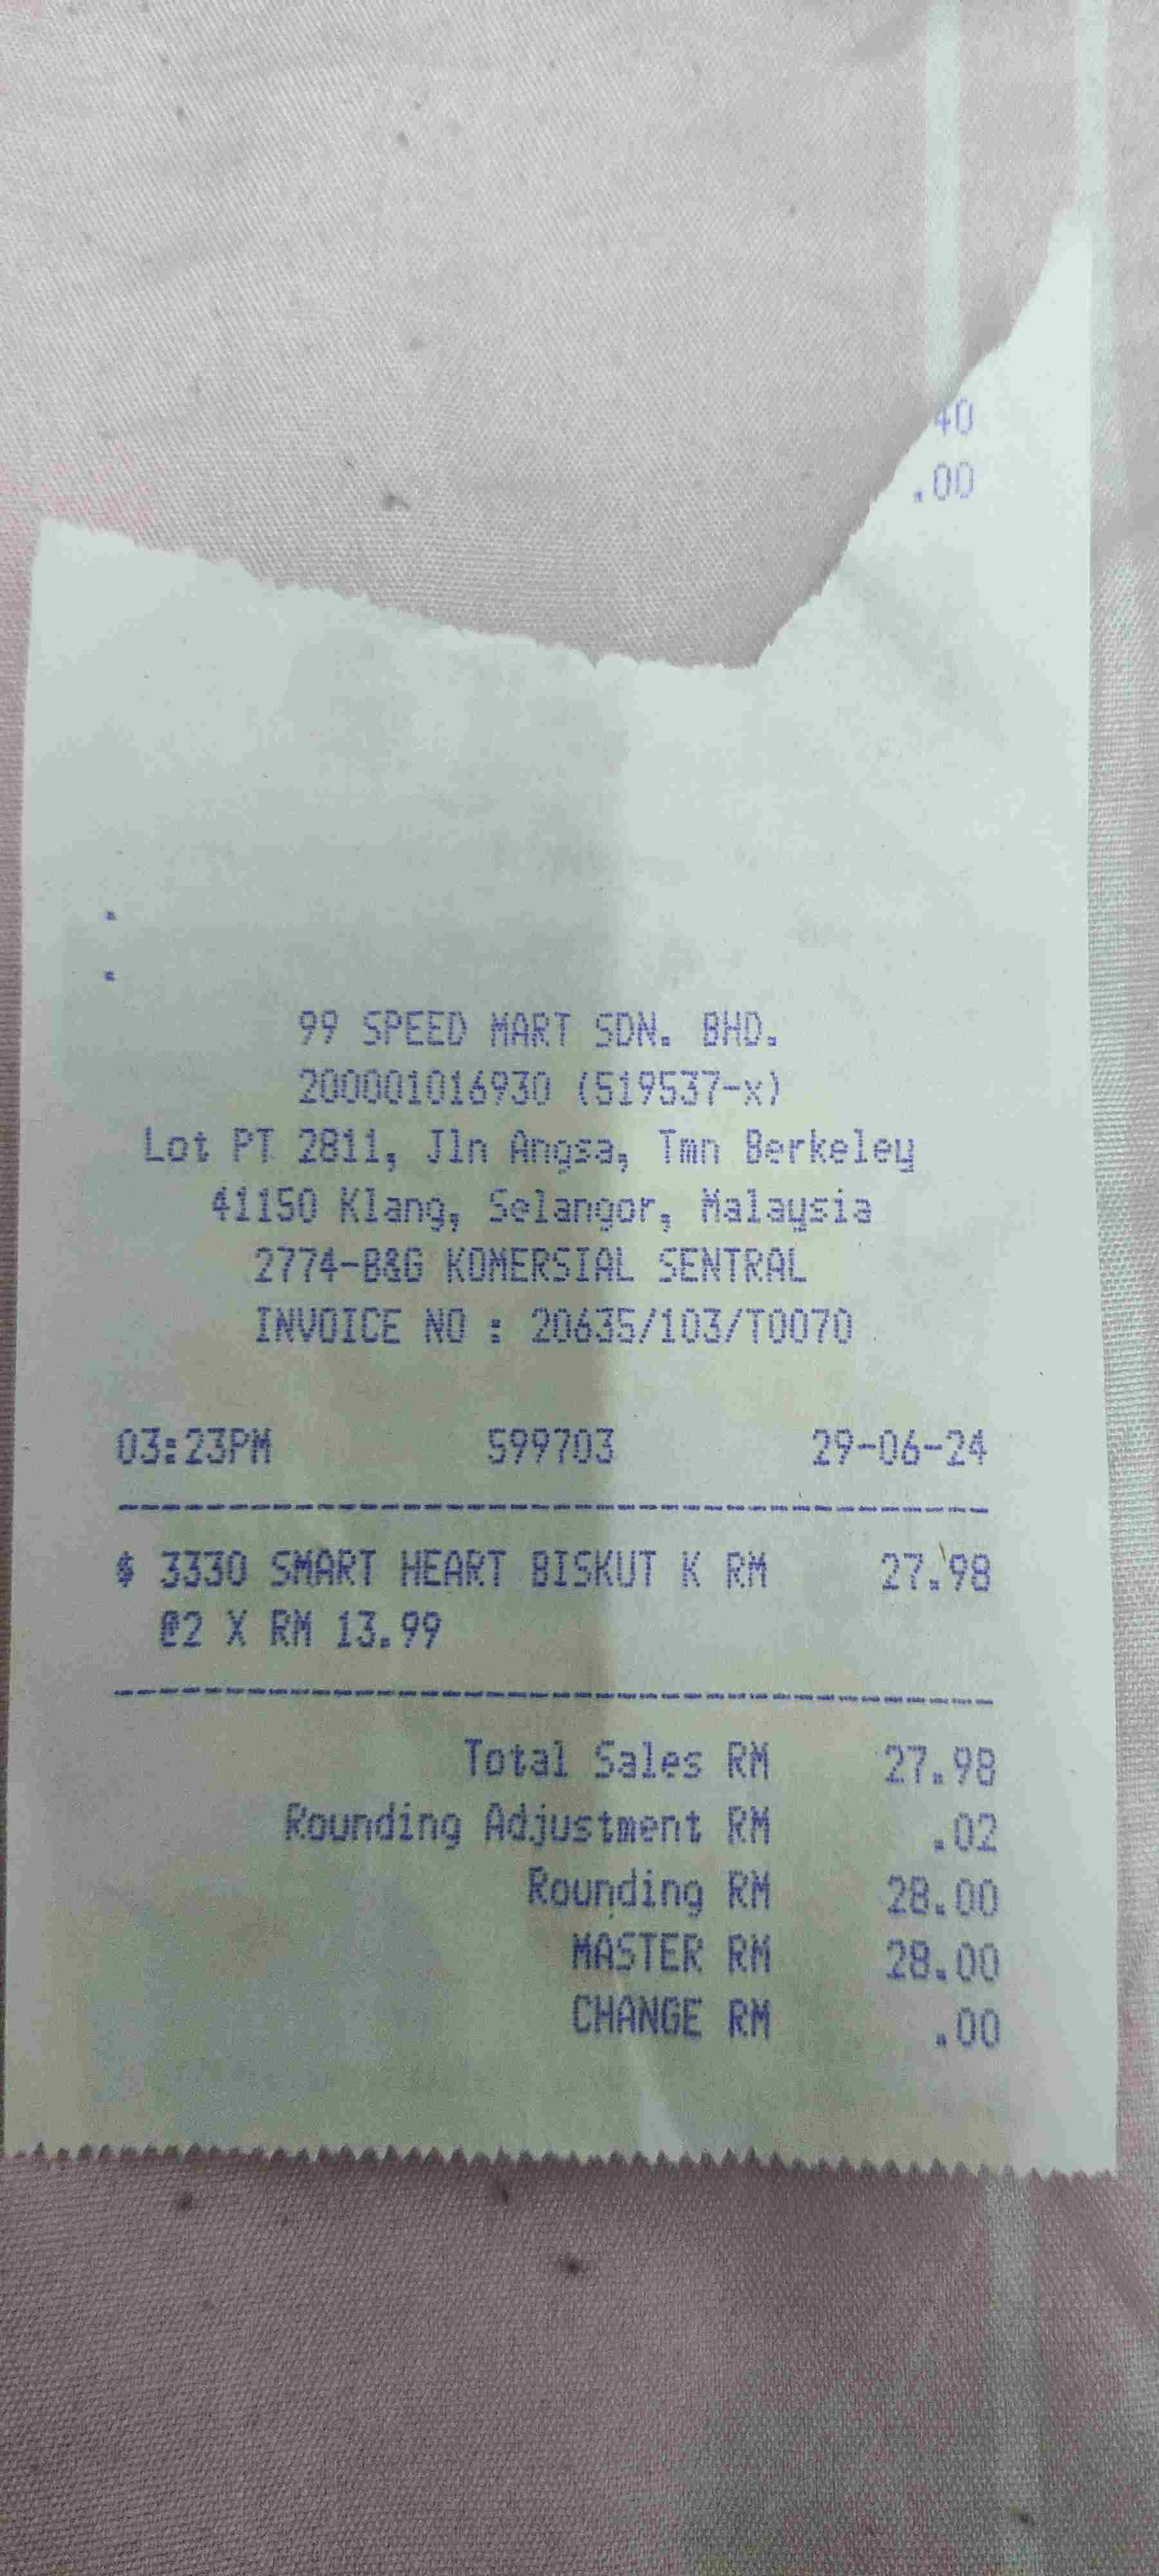 40
.00
.
.
99 SPEED MART SDN. BHD.
200001016930 (519537-x)
Lot PT 2811, Jln Angsa, Tmn Berkeley
41150 Klang, Selangor, Malaysia
2774-B&G KOMERSIAL SENTRAL
INVOICE NO : 20635/103/T0070
03:23PM 599703 29-06-24
------------------------------------------
$ 3330 SMART HEART BISKUT K RM 27.98
@2 X RM 13.99
------------------------------------------
Total Sales RM 27.98
Rounding Adjustment RM .02
Rounding RM 28.00
MASTER RM 28.00
CHANGE RM .00